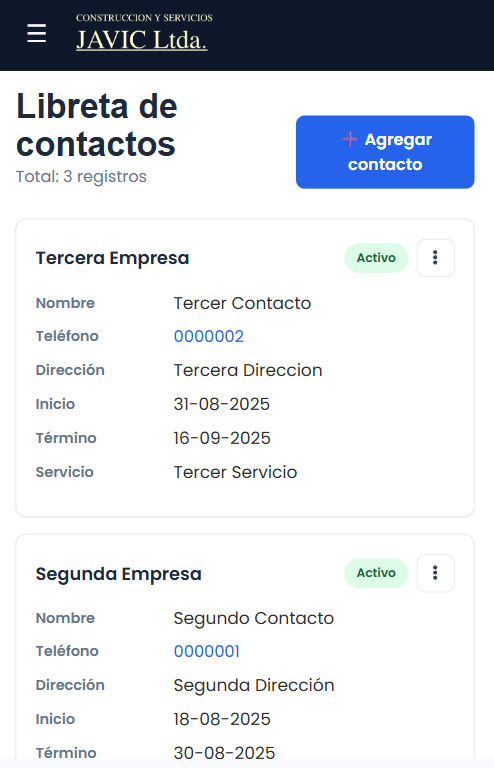 CONSTRUCCION Y SERVICIOS
JAVIC Ltda.
Libreta de
contactos
Total: 3 registros
➕ Agregar
contacto
Tercera Empresa
Activo
Nombre Tercer Contacto
Teléfono 0000002
Dirección Tercera Direccion
Inicio 31-08-2025
Término 16-09-2025
Servicio Tercer Servicio
Segunda Empresa
Activo
Nombre Segundo Contacto
Teléfono 0000001
Dirección Segunda Dirección
Inicio 18-08-2025
Término 30-08-2025